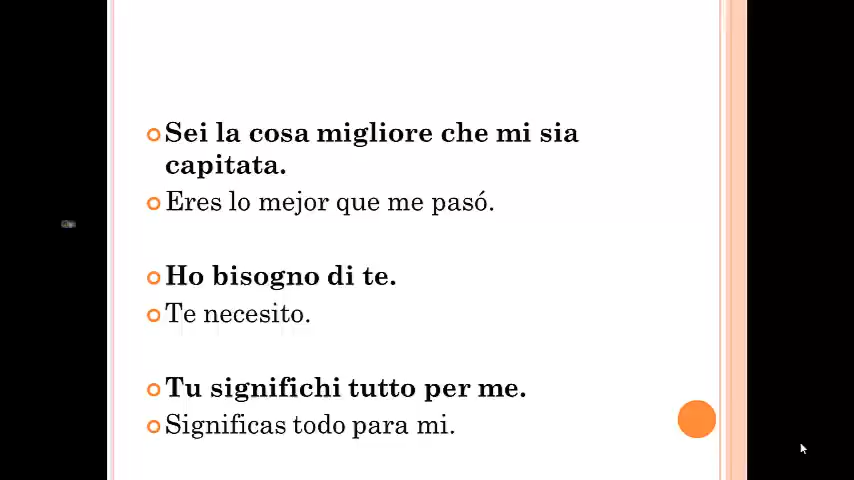 Sei la cosa migliore che mi sia
capitata.
Eres lo mejor que me pasó.
Ho bisogno di te.
Te necesito.
Tu significhi tutto per me.
Significas todo para mi.